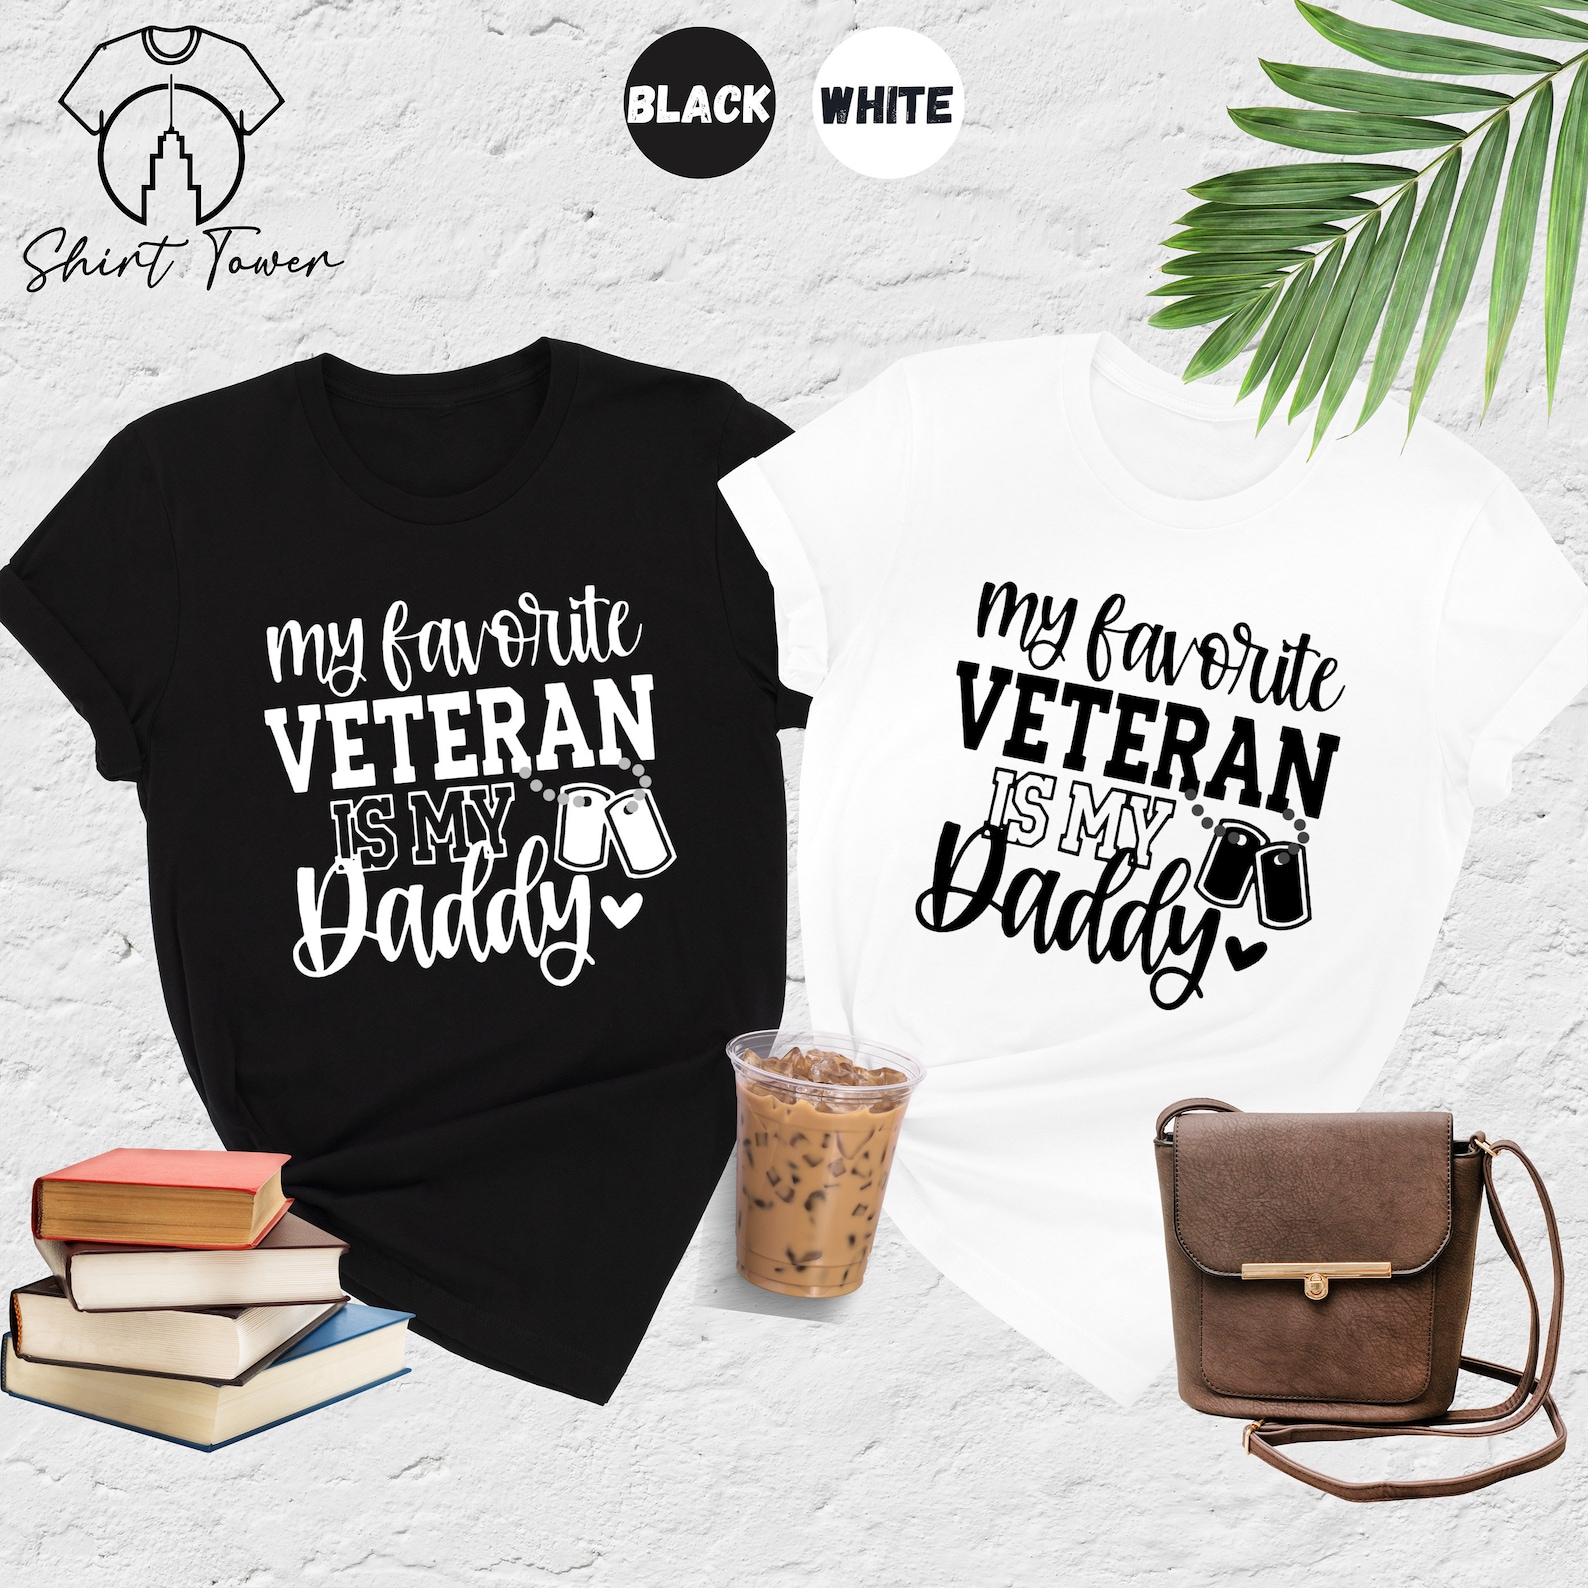 Shirt Tower
BLACK
WHITE
my favorite
VETERAN
IS MY
Daddy
my favorite
VETERAN
IS MY
Daddy